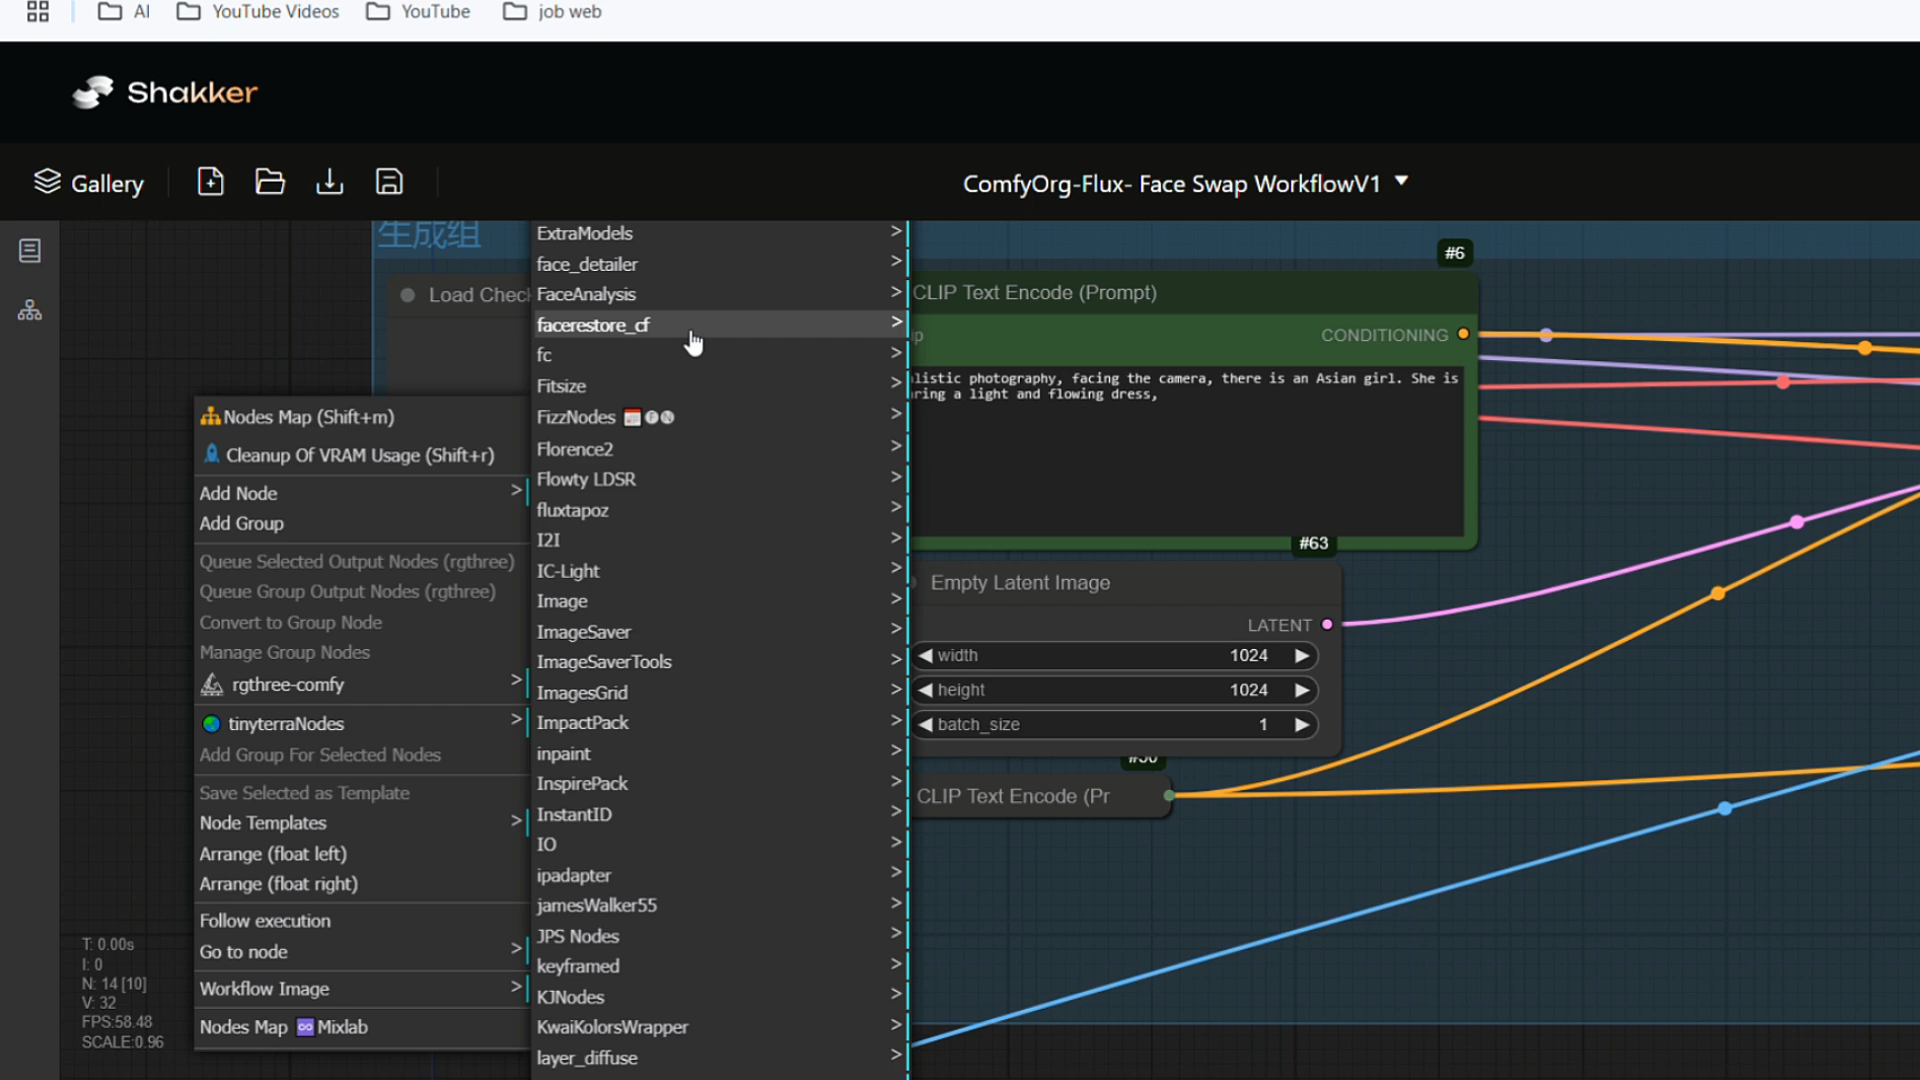 AI
YouTube Videos
YouTube
job web
Shakker
Gallery
ComfyOrg-Flux- Face Swap WorkflowV1
生成组
Load Chec
Nodes Map (Shift+m)
Cleanup Of VRAM Usage (Shift+r)
Add Node >
Add Group
Queue Selected Output Nodes (rgthree)
Queue Group Output Nodes (rgthree)
Convert to Group Node
Manage Group Nodes
rgthree-comfy >
tinyterraNodes >
Add Group For Selected Nodes
Save Selected as Template
Node Templates >
Arrange (float left)
Arrange (float right)
Follow execution
Go to node >
Workflow Image >
Nodes Map ♾️Mixlab
ExtraModels >
face_detailer >
FaceAnalysis >
facerestore_cf >
fc >
Fitsize >
FizzNodes 📅🅕🅝 >
Florence2 >
Flowty LDSR >
fluxtapoz >
I2I >
IC-Light >
Image >
ImageSaver >
ImageSaverTools >
ImagesGrid >
ImpactPack >
inpaint >
InspirePack >
InstantID >
IO >
ipadapter >
jamesWalker55 >
JPS Nodes >
keyframed >
KJNodes >
KwaiKolorsWrapper >
layer_diffuse >
#6
CLIP Text Encode (Prompt)
CONDITIONING
listic photography, facing the camera, there is an Asian girl. She is
ring a light and flowing dress,
#63
Empty Latent Image
LATENT
width 1024
height 1024
batch_size 1
CLIP Text Encode (Pr
T: 0.00s
I: 0
N: 14 [10]
V: 32
FPS:58.48
SCALE:0.96